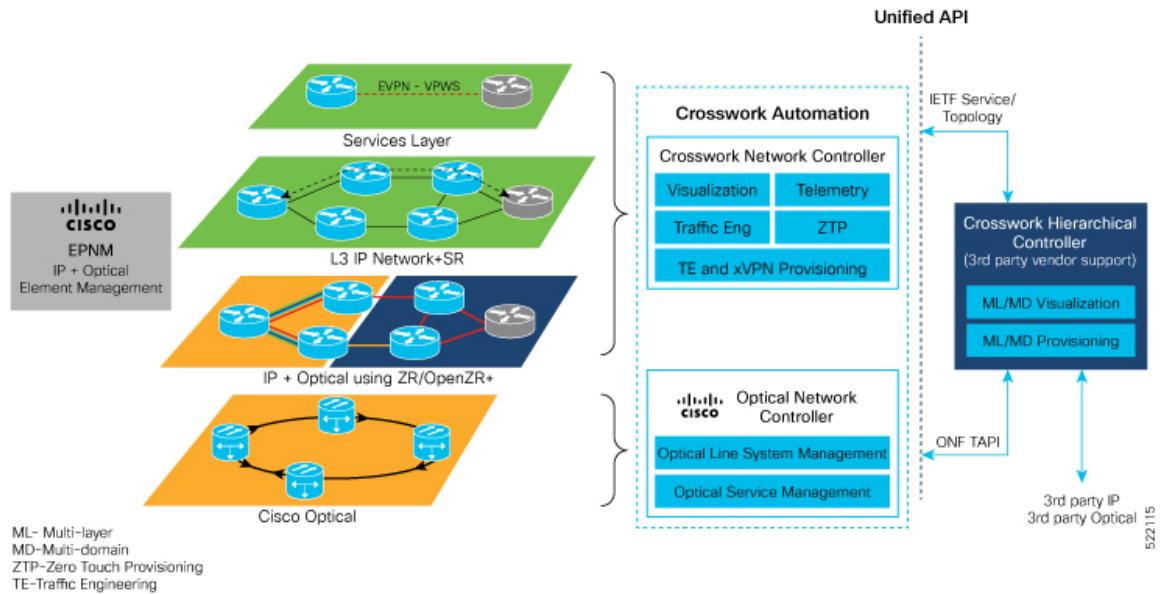 Unified API
EVPN - VPWS
Services Layer
CISCO
EPNM
IP + Optical
Element Management
L3 IP Network+SR
IP + Optical using ZR/OpenZR+
Cisco Optical
Crosswork Automation
Crosswork Network Controller
Visualization
Telemetry
Traffic Eng
ZTP
TE and xVPN Provisioning
CISCO
Optical Network
Controller
Optical Line System Management
Optical Service Management
IETF Service/
Topology
Crosswork Hierarchical
Controller
(3rd party vendor support)
ML/MD Visualization
ML/MD Provisioning
ONF TAPI
3rd party IP
3rd party Optical
522115
ML- Multi-layer
MD-Multi-domain
ZTP-Zero Touch Provisioning
TE-Traffic Engineering